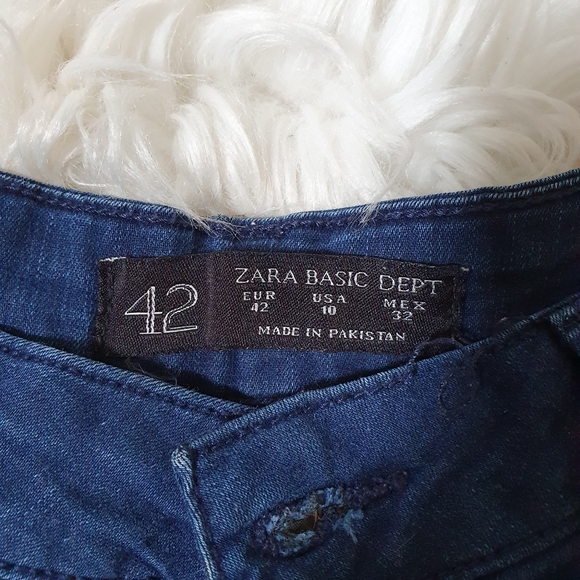 42
ZARA BASIC DEPT
EUR USA MEX
42 10 32
MADE IN PAKISTAN